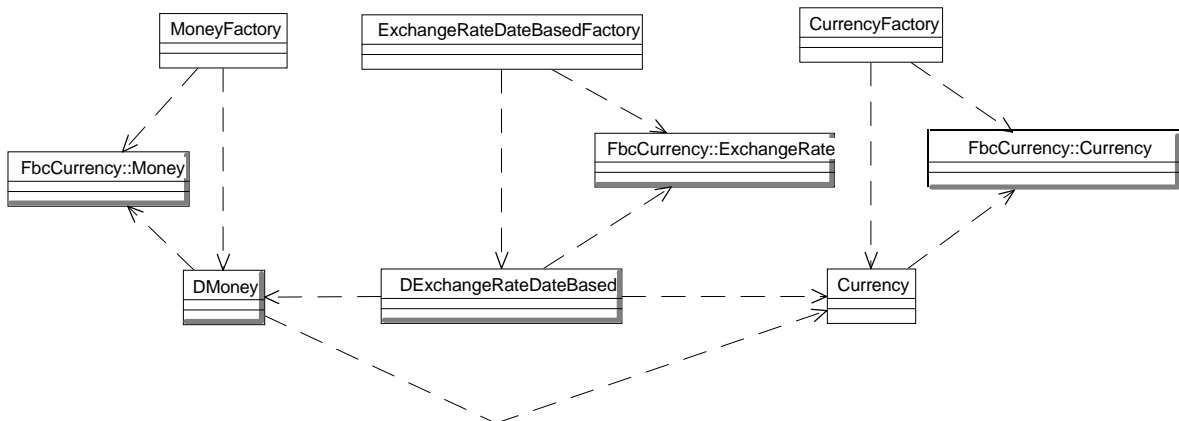 MoneyFactory
ExchangeRateDateBasedFactory
CurrencyFactory
FbcCurrency::Money
FbcCurrency::ExchangeRate
FbcCurrency::Currency
DMoney
DExchangeRateDateBased
Currency